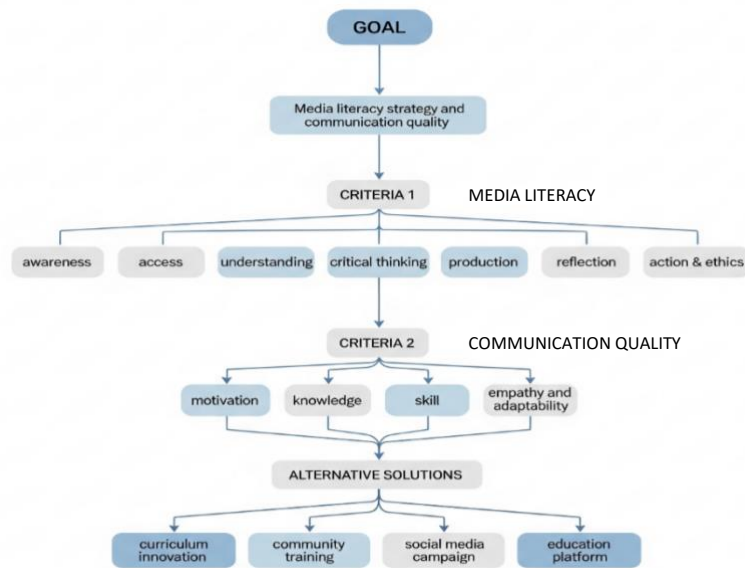 GOAL
Media literacy strategy and
communication quality
CRITERIA 1
MEDIA LITERACY
awareness
access
understanding
critical thinking
production
reflection
action & ethics
CRITERIA 2
COMMUNICATION QUALITY
motivation
knowledge
skill
empathy and
adaptability
ALTERNATIVE SOLUTIONS
curriculum
innovation
community
training
social media
campaign
education
platform